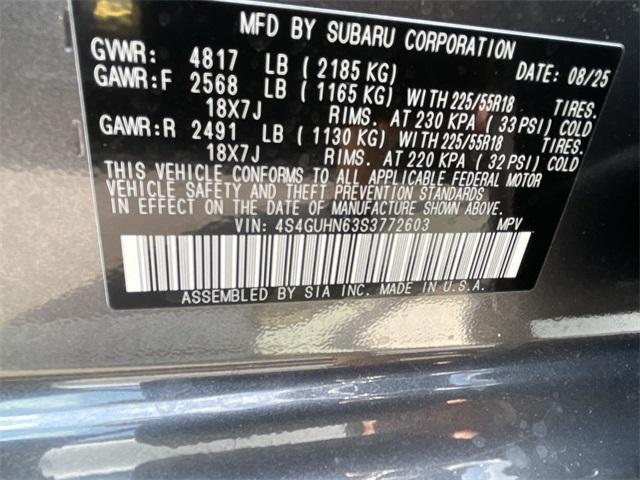 MFD BY SUBARU CORPORATION
GVWR: 4817 LB (2185 KG) DATE: 08/25
GAWR:F 2568 LB (1165 KG) WITH 225/55R18 TIRES.
18X7J RIMS. AT 230 KPA (33 PSI) COLD
GAWR:R 2491 LB (1130 KG) WITH 225/55R18 TIRES.
18X7J RIMS. AT 220 KPA (32 PSI) COLD
THIS VEHICLE CONFORMS TO ALL APPLICABLE FEDERAL MOTOR
VEHICLE SAFETY AND THEFT PREVENTION STANDARDS
IN EFFECT ON THE DATE OF MANUFACTURE SHOWN ABOVE.
VIN: 4S4GUHN63S3772603 MPV
ASSEMBLED BY SIA INC. MADE IN U.S.A.